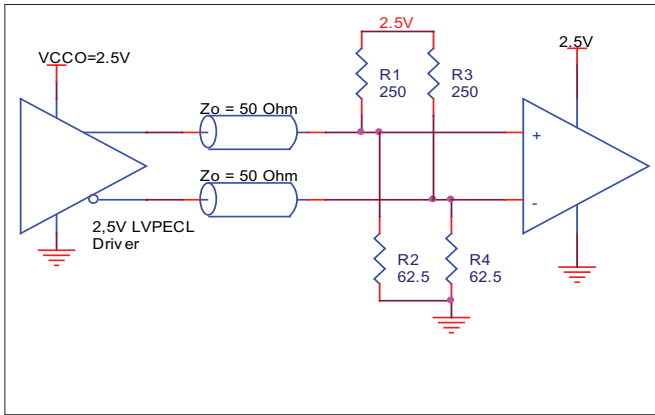 2.5V
VCCO=2.5V
2.5V
R1
250
R3
250
Zo = 50 Ohm
+
Zo = 50 Ohm
-
2,5V LVPECL
Driver
R2
62.5
R4
62.5